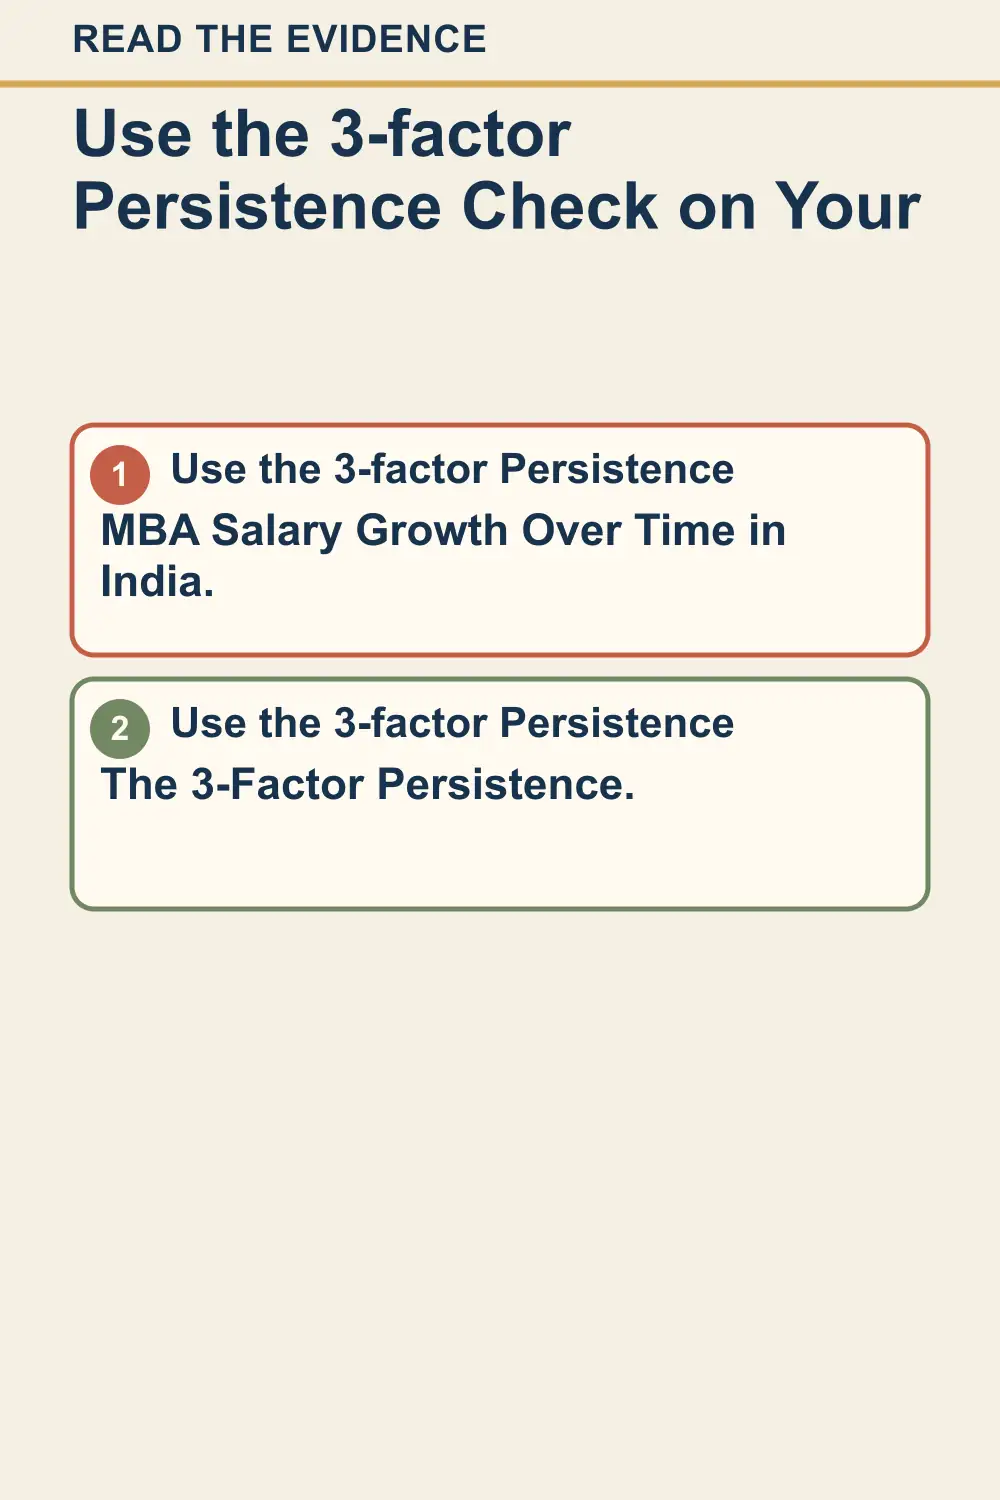 READ THE EVIDENCE
Use the 3-factor
Persistence Check on Your
1 Use the 3-factor Persistence
MBA Salary Growth Over Time in
India.
2 Use the 3-factor Persistence
The 3-Factor Persistence.